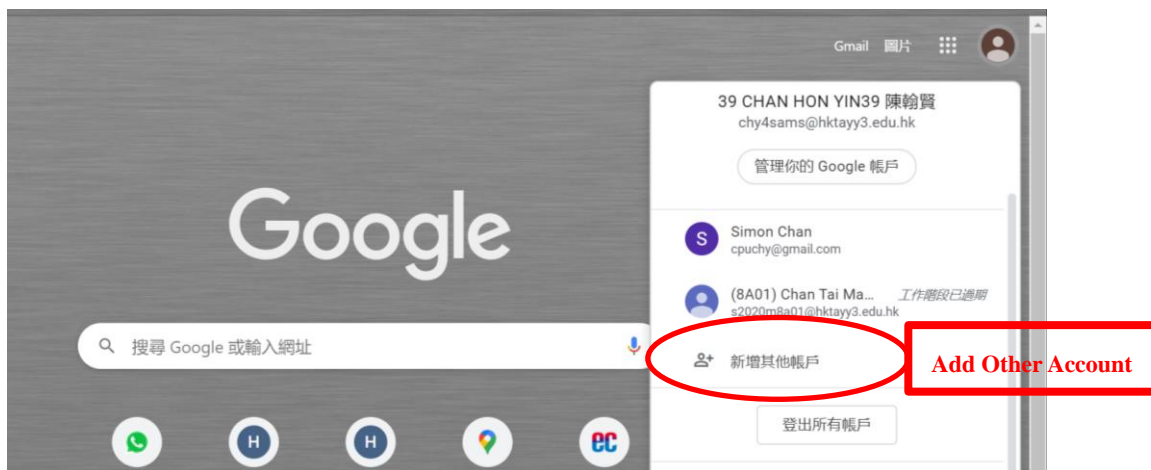 Gmail 圖片
39 CHAN HON YIN39 陳翰賢
chy4sams@hktayy3.edu.hk
管理你的 Google 帳戶
Google
S
Simon Chan
cpuchy@gmail.com
(8A01) Chan Tai Ma... 工作階段已過期
s2020m8a01@hktayy3.edu.hk
搜尋 Google 或輸入網址
新增其他帳戶
Add Other Account
登出所有帳戶
H H ec